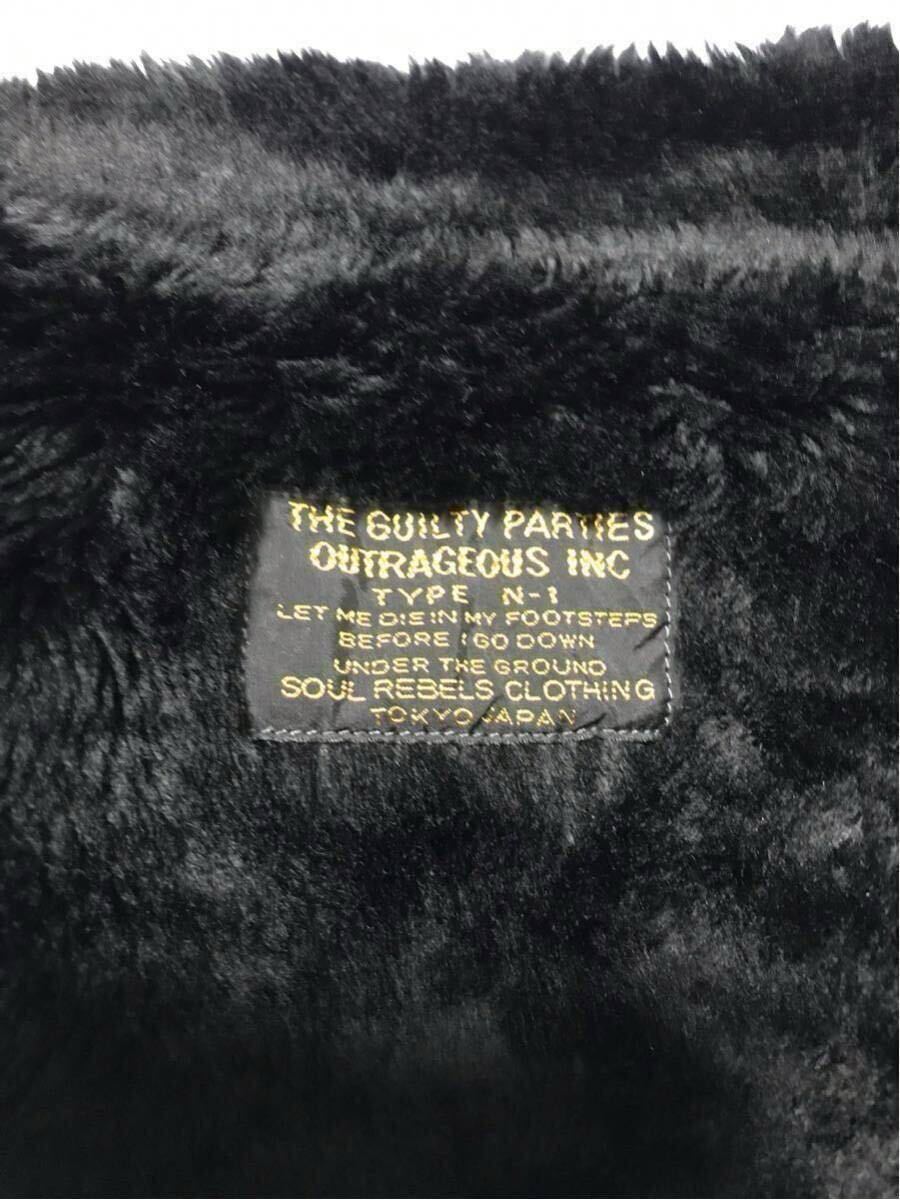 THE GUILTY PARTIES
OUTRAGEOUS INC
TYPE N-1
LET ME DIE IN MY FOOTSTEPS
BEFORE I GO DOWN
UNDER THE GROUND
SOUL REBELS CLOTHING
TOKYO JAPAN